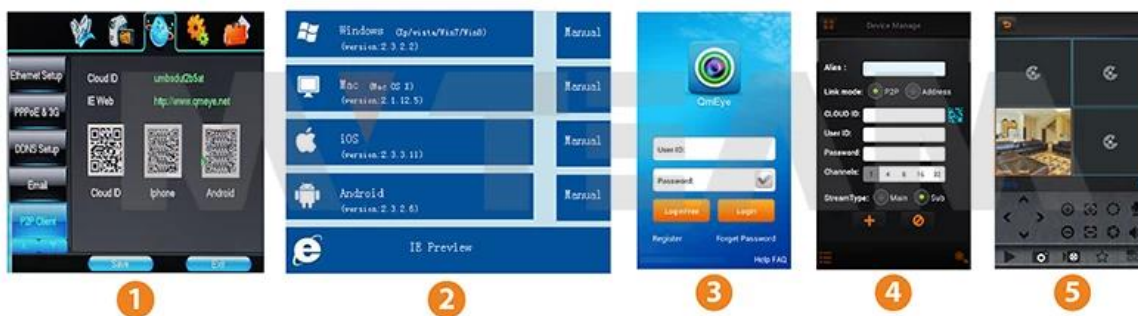 Ethernet Setup
PPPoE & 3G
DDNS Setup
Email
P2P Client
Cloud ID
umbsdut2b5at
IE Web
http://www.qmeye.net
Cloud ID
Iphone
Android
Save
Exit
1
Windows (Xp/vista/Win7/Win8)
(version:2.3.2.2)
Manual
Mac (Mac OS X)
(version:2.1.12.5)
Manual
iOS
(version:2.3.3.11)
Manual
Android
(version:2.3.2.6)
Manual
IE Preview
2
QmEye
User ID:
Password:
LoginFree
Login
Register
Forget Password
Help FAQ
3
Device Manage
Alias :
Link mode:
P2P
Address
CLOUD ID:
User ID:
Password
Channels:
1 4 8 16 32
StreamType:
Main
Sub
4
5